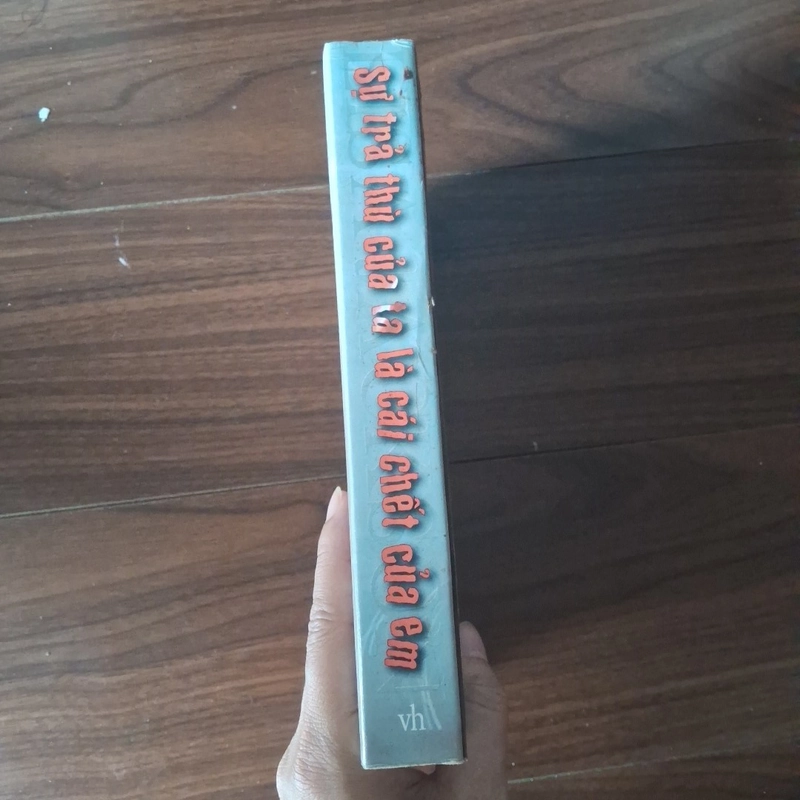 Sự trả thù của ta là cái chết của em
vh